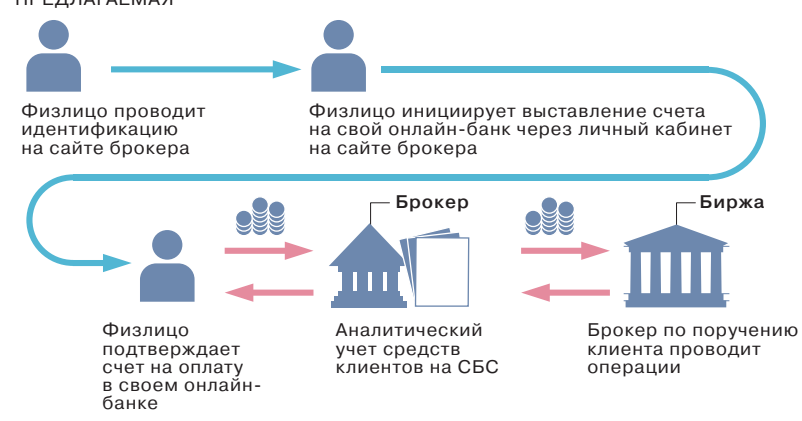 ПРЕДЛАГАЕМАЯ
Физлицо проводит
идентификацию
на сайте брокера
Физлицо инициирует выставление счета
на свой онлайн-банк через личный кабинет
на сайте брокера
Брокер
Биржа
Физлицо
подтверждает
счет на оплату
в своем онлайн-
банке
Аналитический
учет средств
клиентов на СБС
Брокер по поручению
клиента проводит
операции